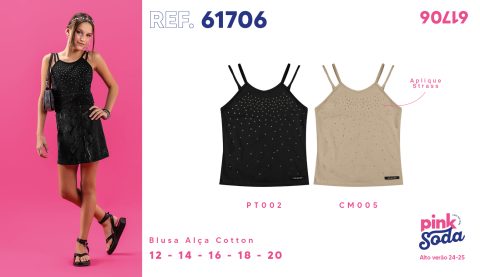 REF. 61706
61706
Aplique
Strass
PT002
CM005
Blusa Alça Cotton
12 - 14 - 16 - 18 - 20
pink
Soda
Alto verão 24-25